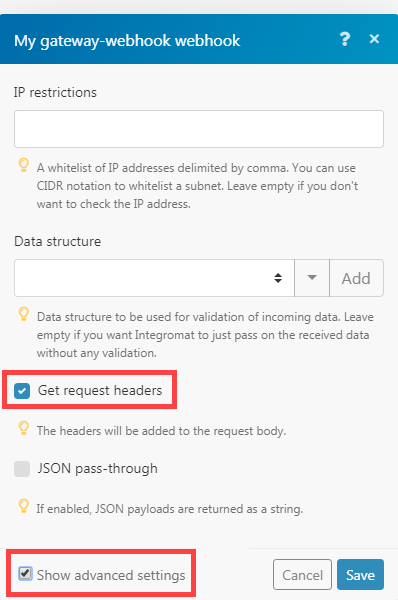 My gateway-webhook webhook ? ×
IP restrictions
A whitelist of IP addresses delimited by comma. You can use
CIDR notation to whitelist a subnet. Leave empty if you don't
want to check the IP address.
Data structure
Add
Data structure to be used for validation of incoming data. Leave
empty if you want Integromat to just pass on the received data
without any validation.
Get request headers
The headers will be added to the request body.
JSON pass-through
If enabled, JSON payloads are returned as a string.
Show advanced settings Cancel Save